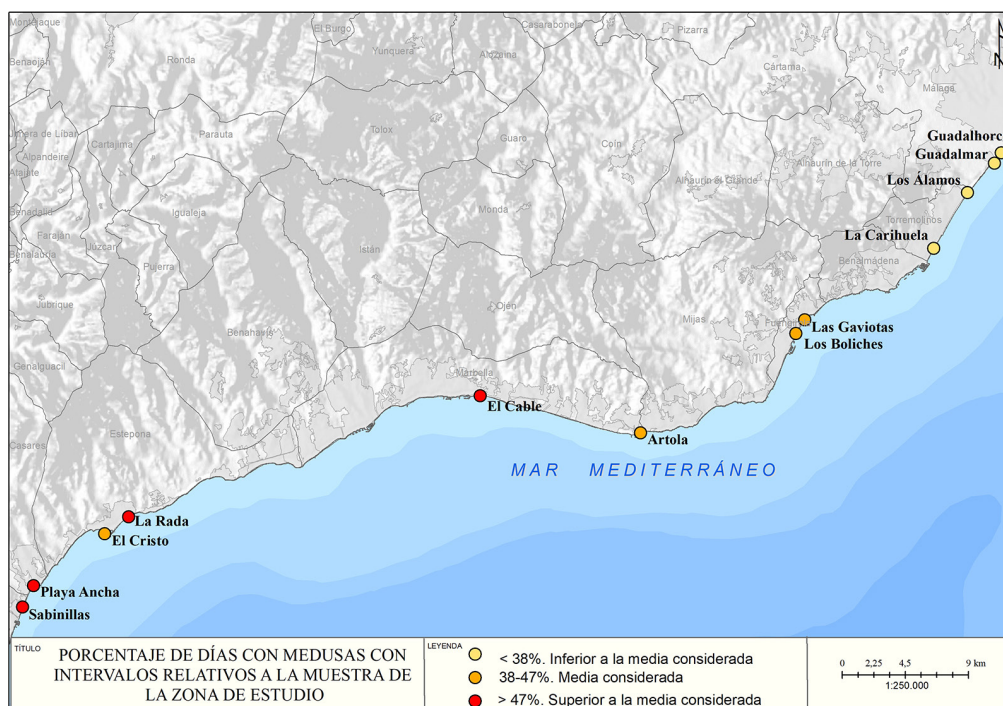 Montejaque
El Burgo
Casarabonela
Pizarra
Yunquera
Alozaina
Benaoján
Ronda
Cártama
Málaga
Jimera de Líbar
Cartajima
Parauta
Tolox
Guaro
Coín
Guadalhorc
Guadalmar
Alpandeire
Alhaurín de la Torre
Atajate
Alhaurín el Grande
Los Álamos
Benadalid
Igualeja
Monda
Torremolinos
Faraján
Júzcar
Istán
La Carihuela
Benalauría
Pujerra
Benalmádena
Jubrique
Ojén
Mijas
Benahavís
Las Gaviotas
Los Boliches
Genalguacil
Marbella
El Cable
Estepona
Artola
Casares
MAR MEDITERRÁNEO
La Rada
El Cristo
Playa Ancha
Sabinillas
TÍTULO
PORCENTAJE DE DÍAS CON MEDUSAS CON
INTERVALOS RELATIVOS A LA MUESTRA DE
LA ZONA DE ESTUDIO
LEYENDA
< 38%. Inferior a la media considerada
38-47%. Media considerada
> 47%. Superior a la media considerada
0 2,25 4,5 9 km
1:250.000